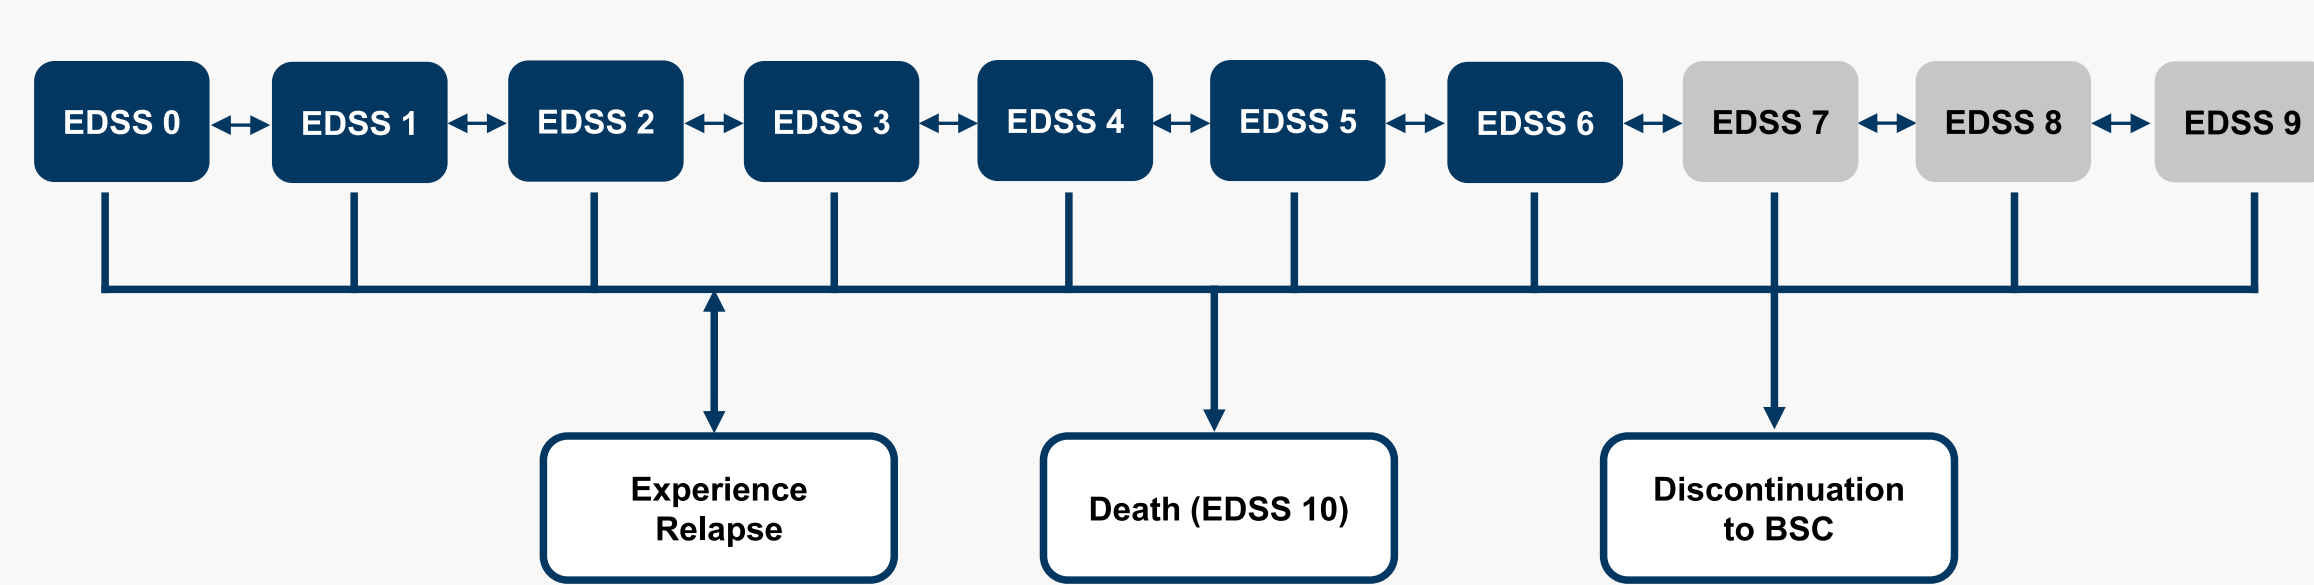 EDSS 0
EDSS 1
EDSS 2
EDSS 3
EDSS 4
EDSS 5
EDSS 6
EDSS 7
EDSS 8
EDSS 9
Experience
Relapse
Death (EDSS 10)
Discontinuation
to BSC